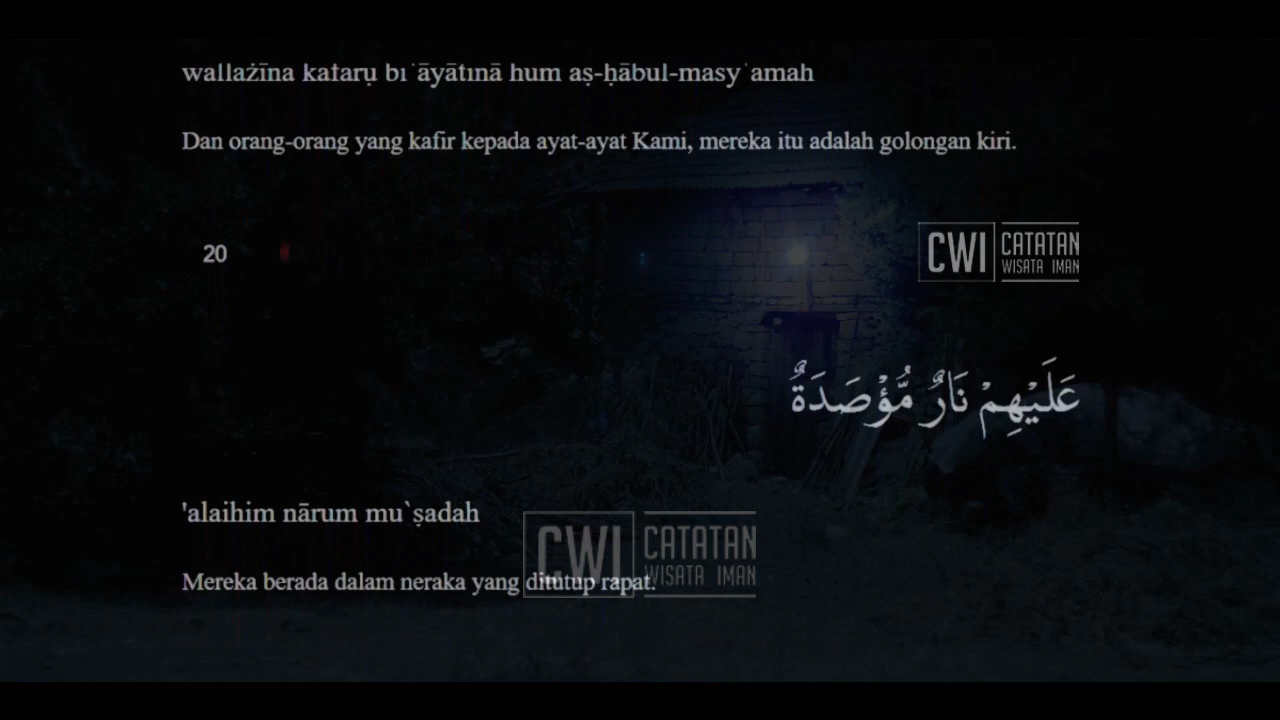 wallażīna kafarụ bi`āyātinā hum aṣ-ḥābul-masy`amah
Dan orang-orang yang kafir kepada ayat-ayat Kami, mereka itu adalah golongan kiri.
20
CWI CATATAN
WISATA IMAN
عَلَيْهِمْ نَارٌ مُّؤْصَدَةٌ
'alaihim nārum mu`ṣadah
CWI CATATAN
WISATA IMAN
Mereka berada dalam neraka yang ditutup rapat.